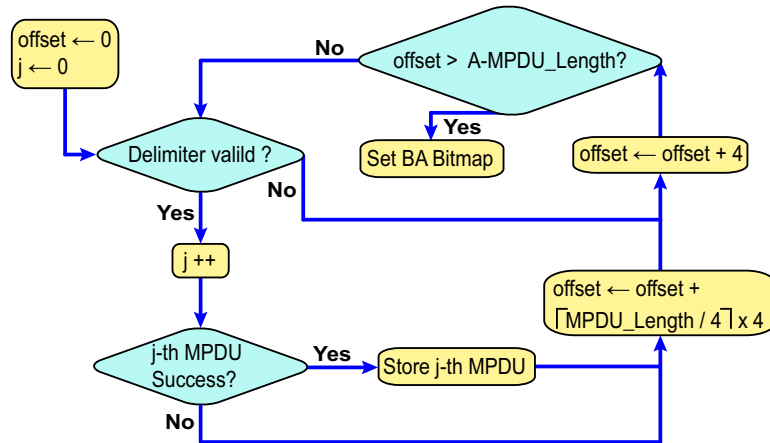 offset ← 0
j ← 0
No
offset > A-MPDU_Length?
Yes
Set BA Bitmap
offset ← offset + 4
Delimiter valild ?
No
Yes
j ++
offset ← offset +
⌈MPDU_Length / 4⌉ x 4
j-th MPDU
Success?
Yes
Store j-th MPDU
No